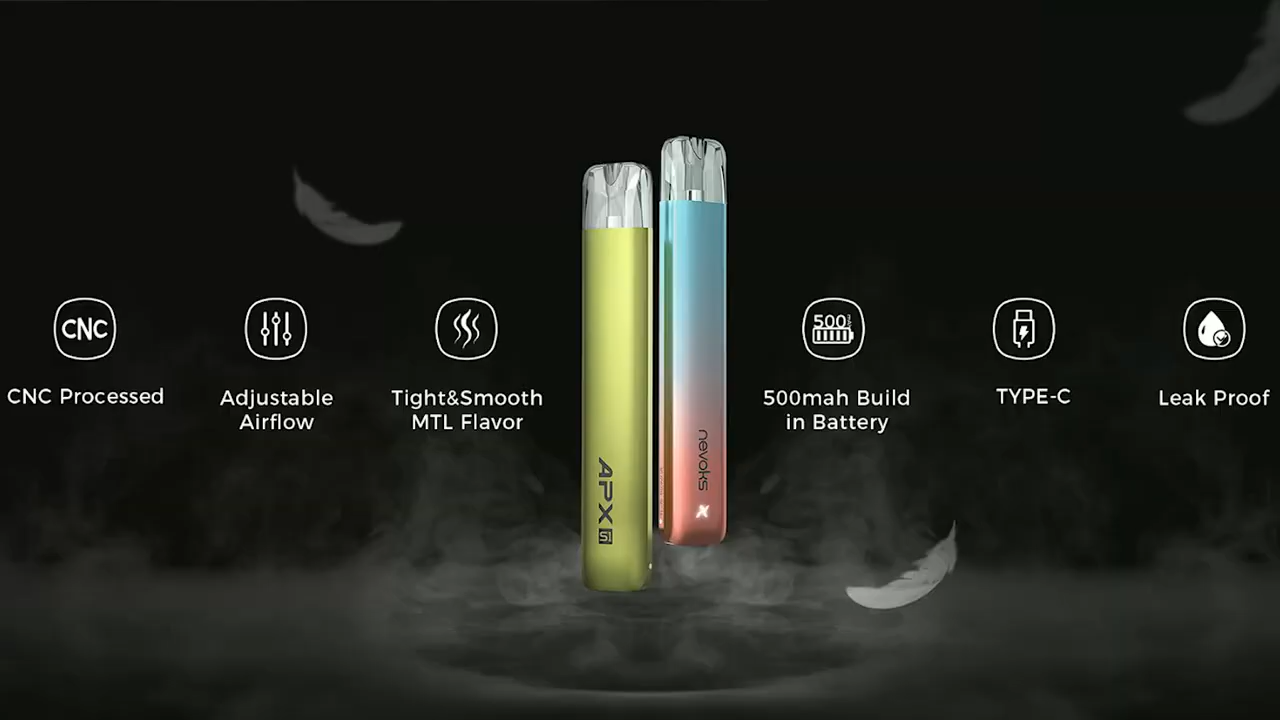 CNC
CNC Processed
Adjustable
Airflow
Tight&Smooth
MTL Flavor
APX
S1
nevoks
X
500mAh
500mah Build
in Battery
TYPE-C
Leak Proof